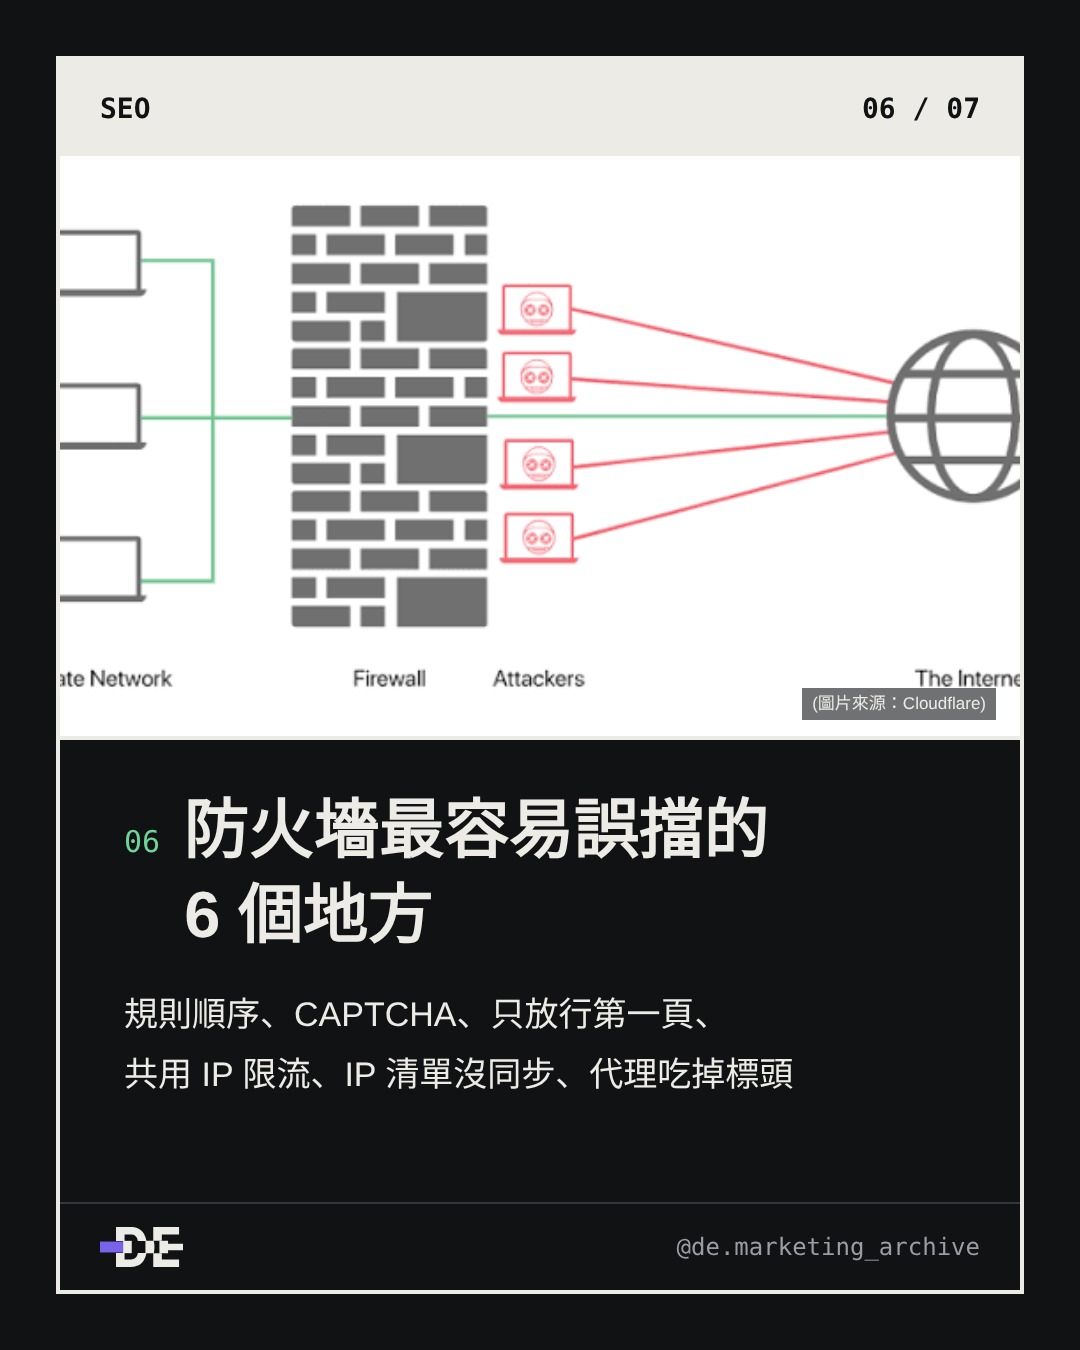 SEO
06 / 07
ate Network
Firewall
Attackers
The Interne
(圖片來源：Cloudflare)
06
防火墻最容易誤擋的
6 個地方
規則順序、CAPTCHA、只放行第一頁、
共用 IP 限流、IP 清單沒同步、代理吃掉標頭
DE
@de.marketing_archive